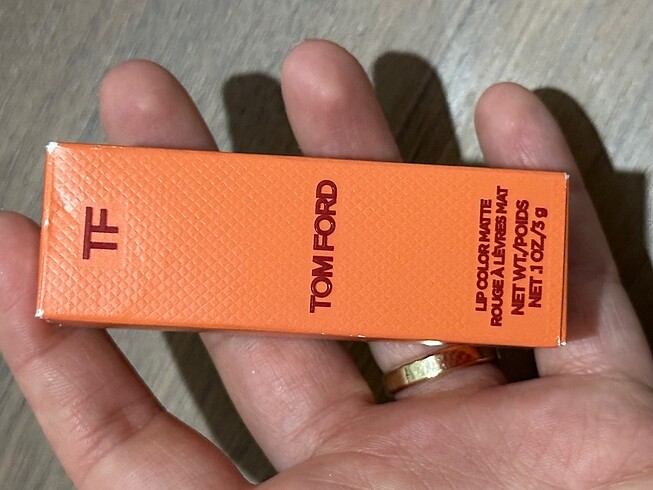 TF
TOM FORD
LIP COLOR MATTE
ROUGE À LÈVRES MAT
NET WT./POIDS
NET .1 OZ./3 g